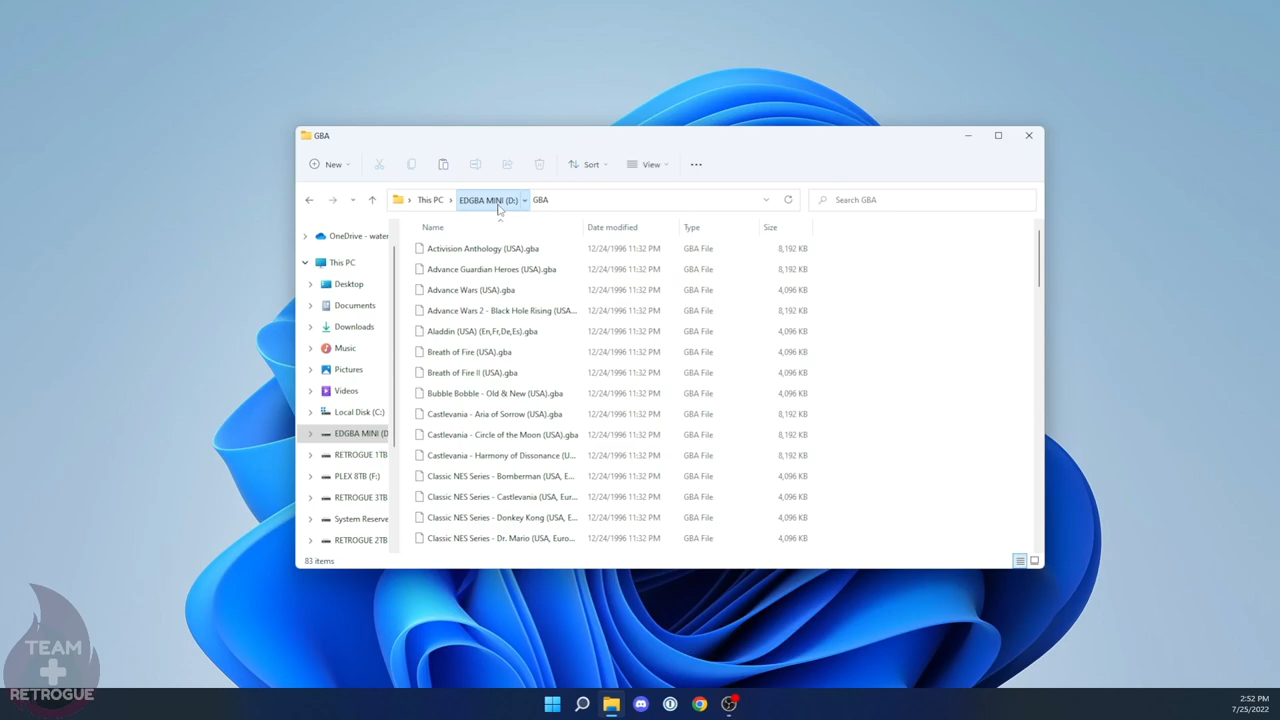 GBA
New
Sort
View
This PC
EDGBA MINI (D:)
GBA
Search GBA
Name
Date modified
Type
Size
OneDrive - water
This PC
Desktop
Documents
Downloads
Music
Pictures
Videos
Local Disk (C:)
EDGBA MINI (D
RETROGUE 1TB
PLEX 8TB (F:)
RETROGUE 3TB
System Reserve
RETROGUE 2TB
Activision Anthology (USA).gba 12/24/1996 11:32 PM GBA File 8,192 KB
Advance Guardian Heroes (USA).gba 12/24/1996 11:32 PM GBA File 8,192 KB
Advance Wars (USA).gba 12/24/1996 11:32 PM GBA File 4,096 KB
Advance Wars 2 - Black Hole Rising (USA... 12/24/1996 11:32 PM GBA File 8,192 KB
Aladdin (USA) (En,Fr,De,Es).gba 12/24/1996 11:32 PM GBA File 4,096 KB
Breath of Fire (USA).gba 12/24/1996 11:32 PM GBA File 4,096 KB
Breath of Fire II (USA).gba 12/24/1996 11:32 PM GBA File 4,096 KB
Bubble Bobble - Old & New (USA).gba 12/24/1996 11:32 PM GBA File 4,096 KB
Castlevania - Aria of Sorrow (USA).gba 12/24/1996 11:32 PM GBA File 8,192 KB
Castlevania - Circle of the Moon (USA).gba 12/24/1996 11:32 PM GBA File 8,192 KB
Castlevania - Harmony of Dissonance (U... 12/24/1996 11:32 PM GBA File 8,192 KB
Classic NES Series - Bomberman (USA, E... 12/24/1996 11:32 PM GBA File 4,096 KB
Classic NES Series - Castlevania (USA, Eur... 12/24/1996 11:32 PM GBA File 4,096 KB
Classic NES Series - Donkey Kong (USA, E... 12/24/1996 11:32 PM GBA File 4,096 KB
Classic NES Series - Dr. Mario (USA, Euro... 12/24/1996 11:32 PM GBA File 4,096 KB
83 items
TEAM
RETROGUE
2:52 PM
7/25/2022